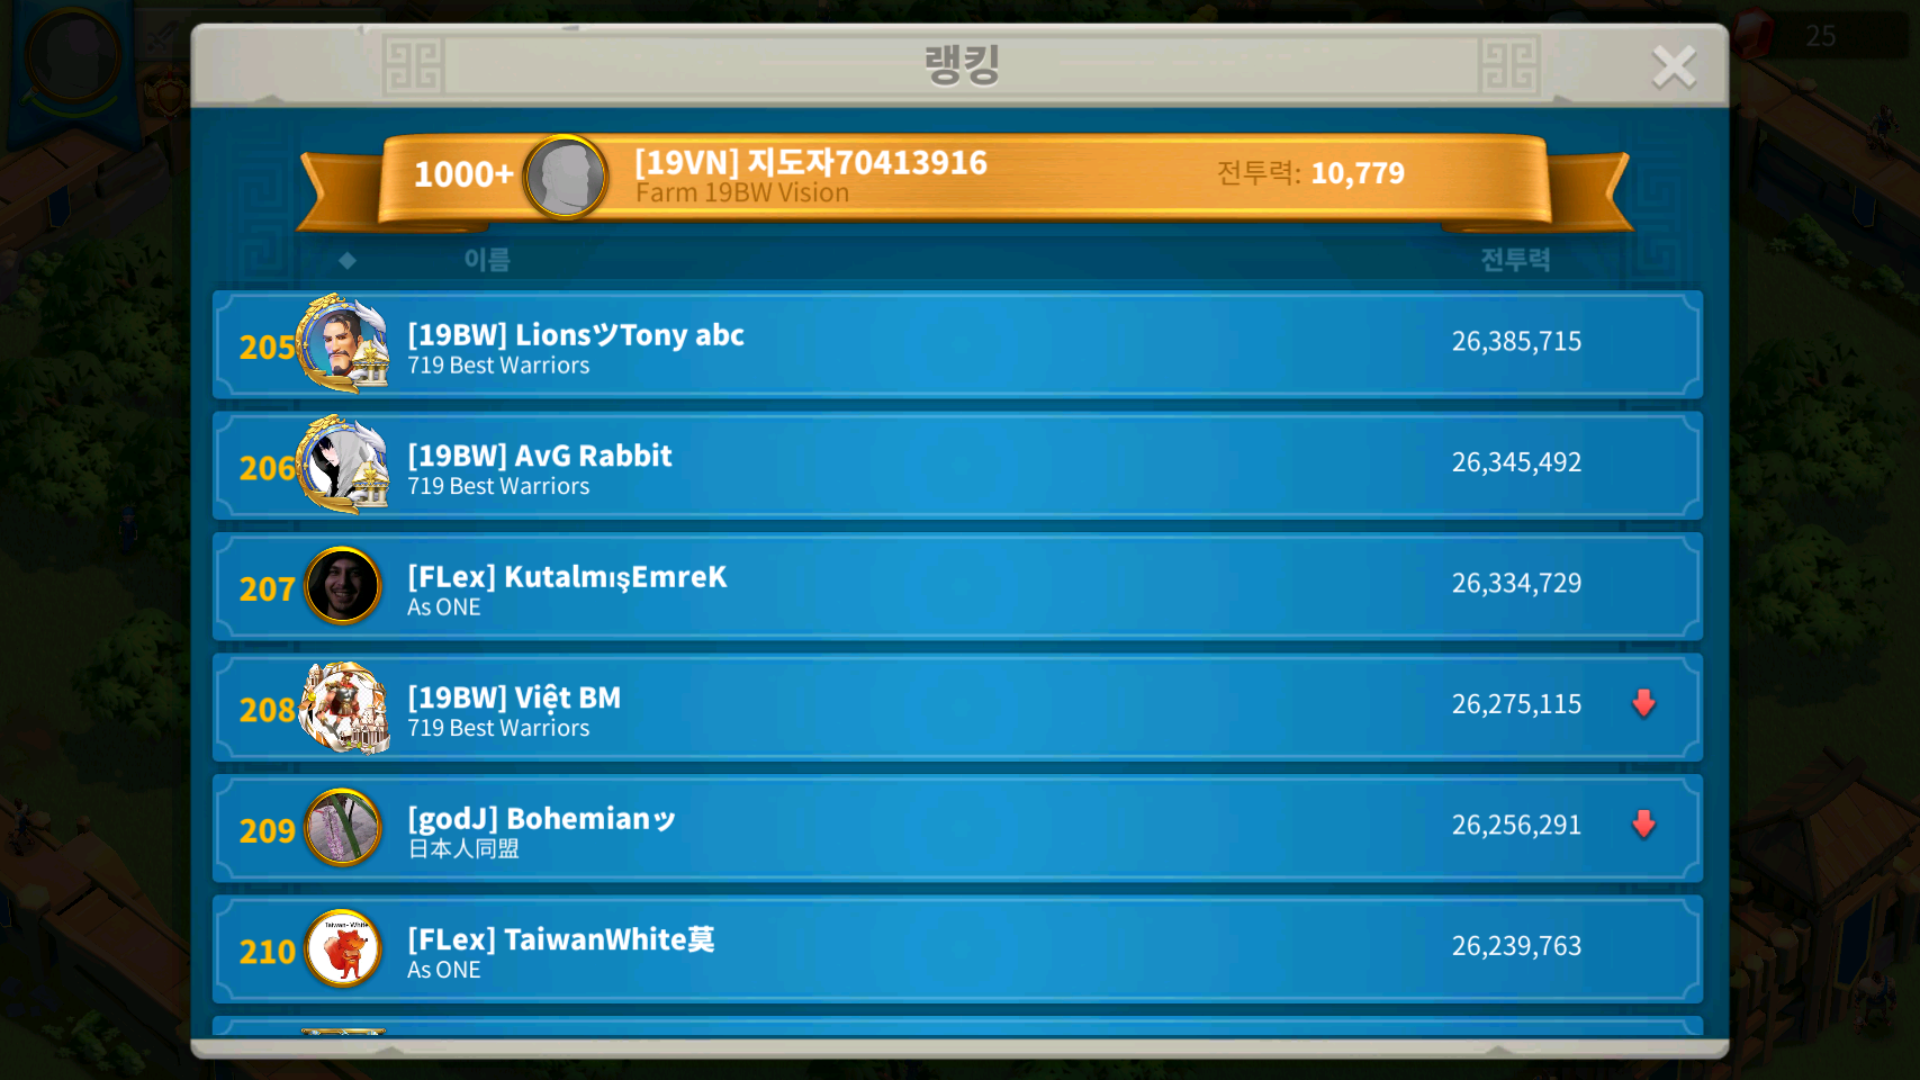 랭킹
25
1000+
[19VN] 지도자70413916
Farm 19BW Vision
전투력: 10,779
이름
전투력
205
[19BW] LionsツTony abc
719 Best Warriors
26,385,715
206
[19BW] AvG Rabbit
719 Best Warriors
26,345,492
207
[FLex] KutalmışEmreK
As ONE
26,334,729
208
[19BW] Việt BM
719 Best Warriors
26,275,115
209
[godJ] Bohemianッ
日本人同盟
26,256,291
210
Taiwan- White
[FLex] TaiwanWhite莫
As ONE
26,239,763